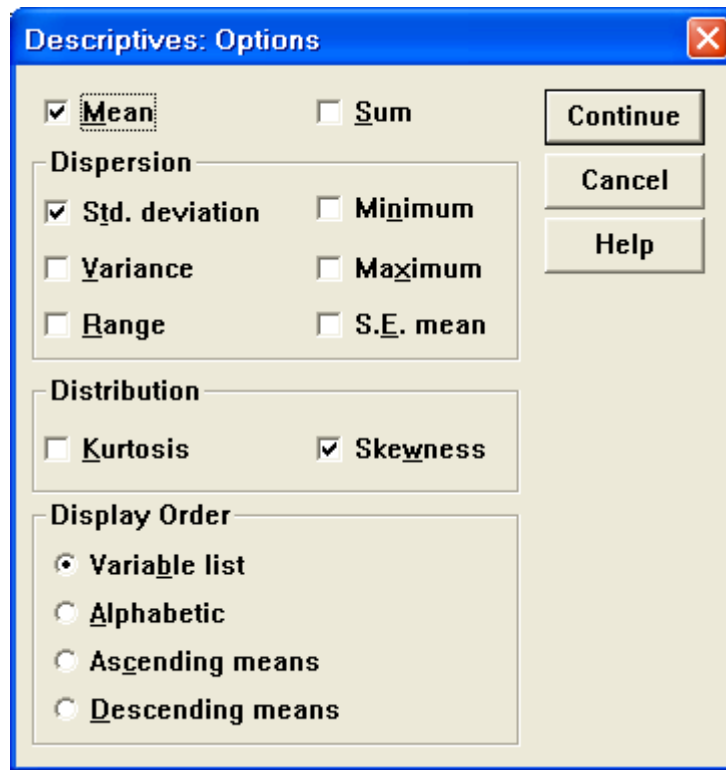 Descriptives: Options
Mean
Sum
Continue
Dispersion
Cancel
Std. deviation
Minimum
Help
Variance
Maximum
Range
S.E. mean
Distribution
Kurtosis
Skewness
Display Order
Variable list
Alphabetic
Ascending means
Descending means